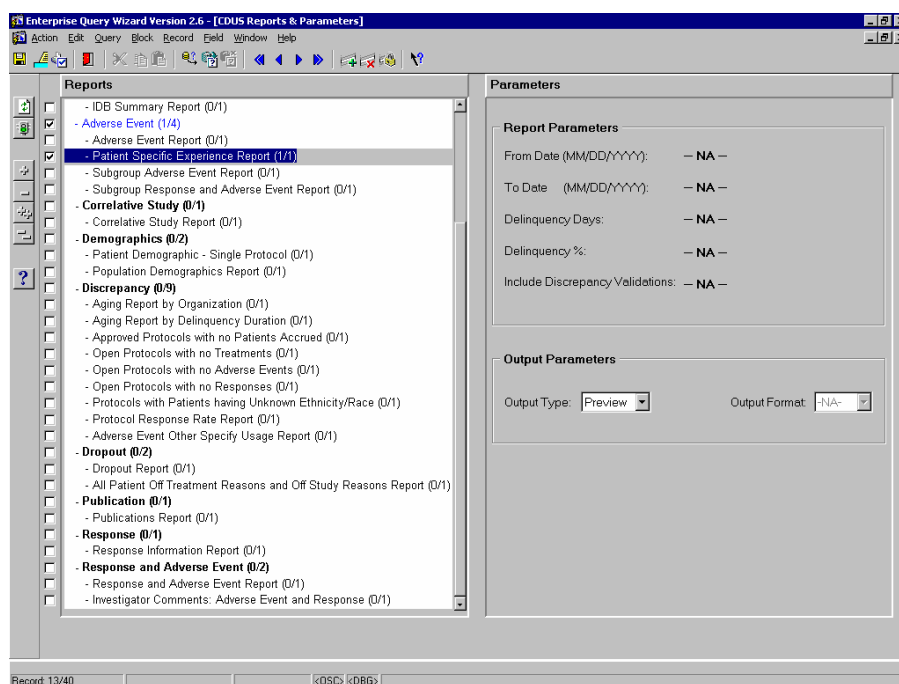 Enterprise Query Wizard Version 2.6 - [CDUS Reports & Parameters]
Action Edit Query Block Record Field Window Help
Reports
- IDB Summary Report (0/1)
- Adverse Event (1/4)
- Adverse Event Report (0/1)
- Patient Specific Experience Report (1/1)
- Subgroup Adverse Event Report (0/1)
- Subgroup Response and Adverse Event Report (0/1)
- Correlative Study (0/1)
- Correlative Study Report (0/1)
- Demographics (0/2)
- Patient Demographic - Single Protocol (0/1)
- Population Demographics Report (0/1)
- Discrepancy (0/9)
- Aging Report by Organization (0/1)
- Aging Report by Delinquency Duration (0/1)
- Approved Protocols with no Patients Accrued (0/1)
- Open Protocols with no Treatments (0/1)
- Open Protocols with no Adverse Events (0/1)
- Open Protocols with no Responses (0/1)
- Protocols with Patients having Unknown Ethnicity/Race (0/1)
- Protocol Response Rate Report (0/1)
- Adverse Event Other Specify Usage Report (0/1)
- Dropout (0/2)
- Dropout Report (0/1)
- All Patient Off Treatment Reasons and Off Study Reasons Report (0/1)
- Publication (0/1)
- Publications Report (0/1)
- Response (0/1)
- Response Information Report (0/1)
- Response and Adverse Event (0/2)
- Response and Adverse Event Report (0/1)
- Investigator Comments: Adverse Event and Response (0/1)
Parameters
Report Parameters
From Date (MM/DD/YYYY): -- NA --
To Date (MM/DD/YYYY): -- NA --
Delinquency Days: -- NA --
Delinquency %: -- NA --
Include Discrepancy Validations: -- NA --
Output Parameters
Output Type: Preview Output Format: -NA-
Record: 13/40 <OSC> <DBG>